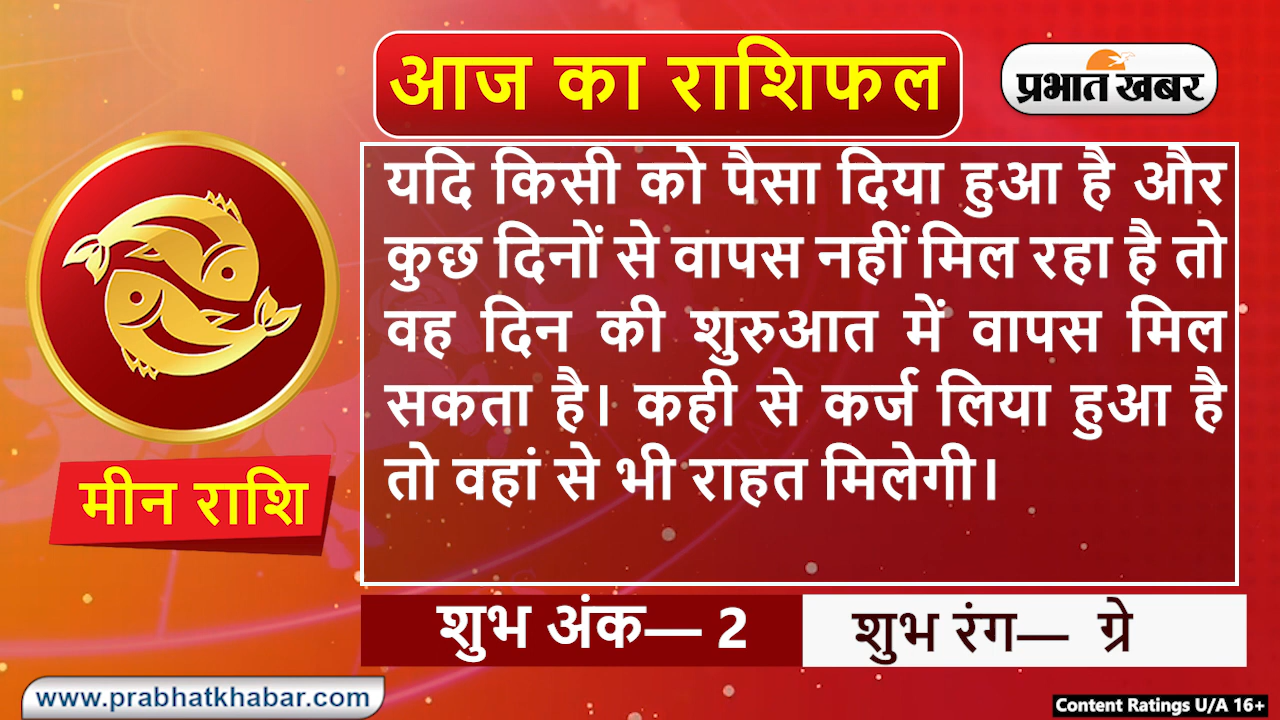 आज का राशिफल
प्रभात खबर
यदि किसी को पैसा दिया हुआ है और
कुछ दिनों से वापस नहीं मिल रहा है तो
वह दिन की शुरुआत में वापस मिल
सकता है। कही से कर्ज लिया हुआ है
तो वहां से भी राहत मिलेगी।
मीन राशि
शुभ अंक— 2
शुभ रंग— ग्रे
www.prabhatkhabar.com
Content Ratings U/A 16+